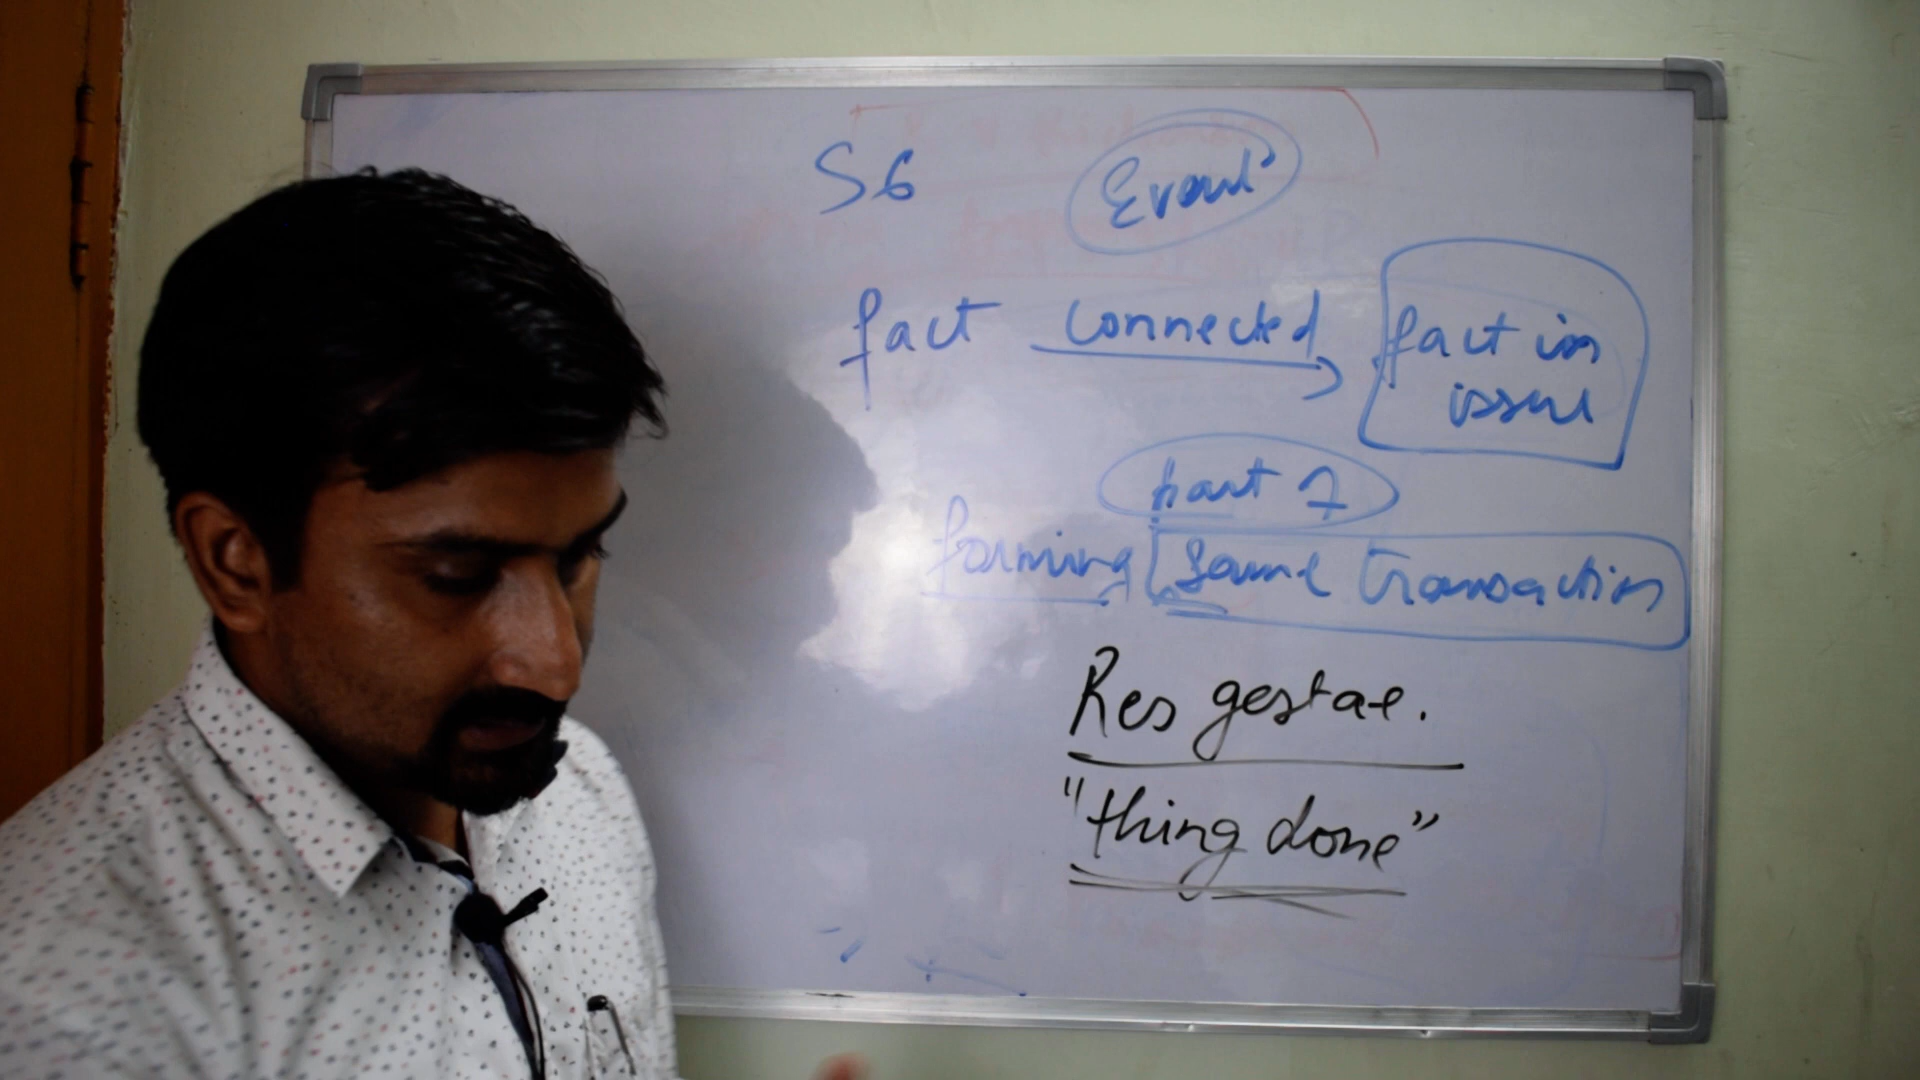 S6 Event
fact connected fact in
issue
part of
forming same transaction
Res gestae.
"thing done"